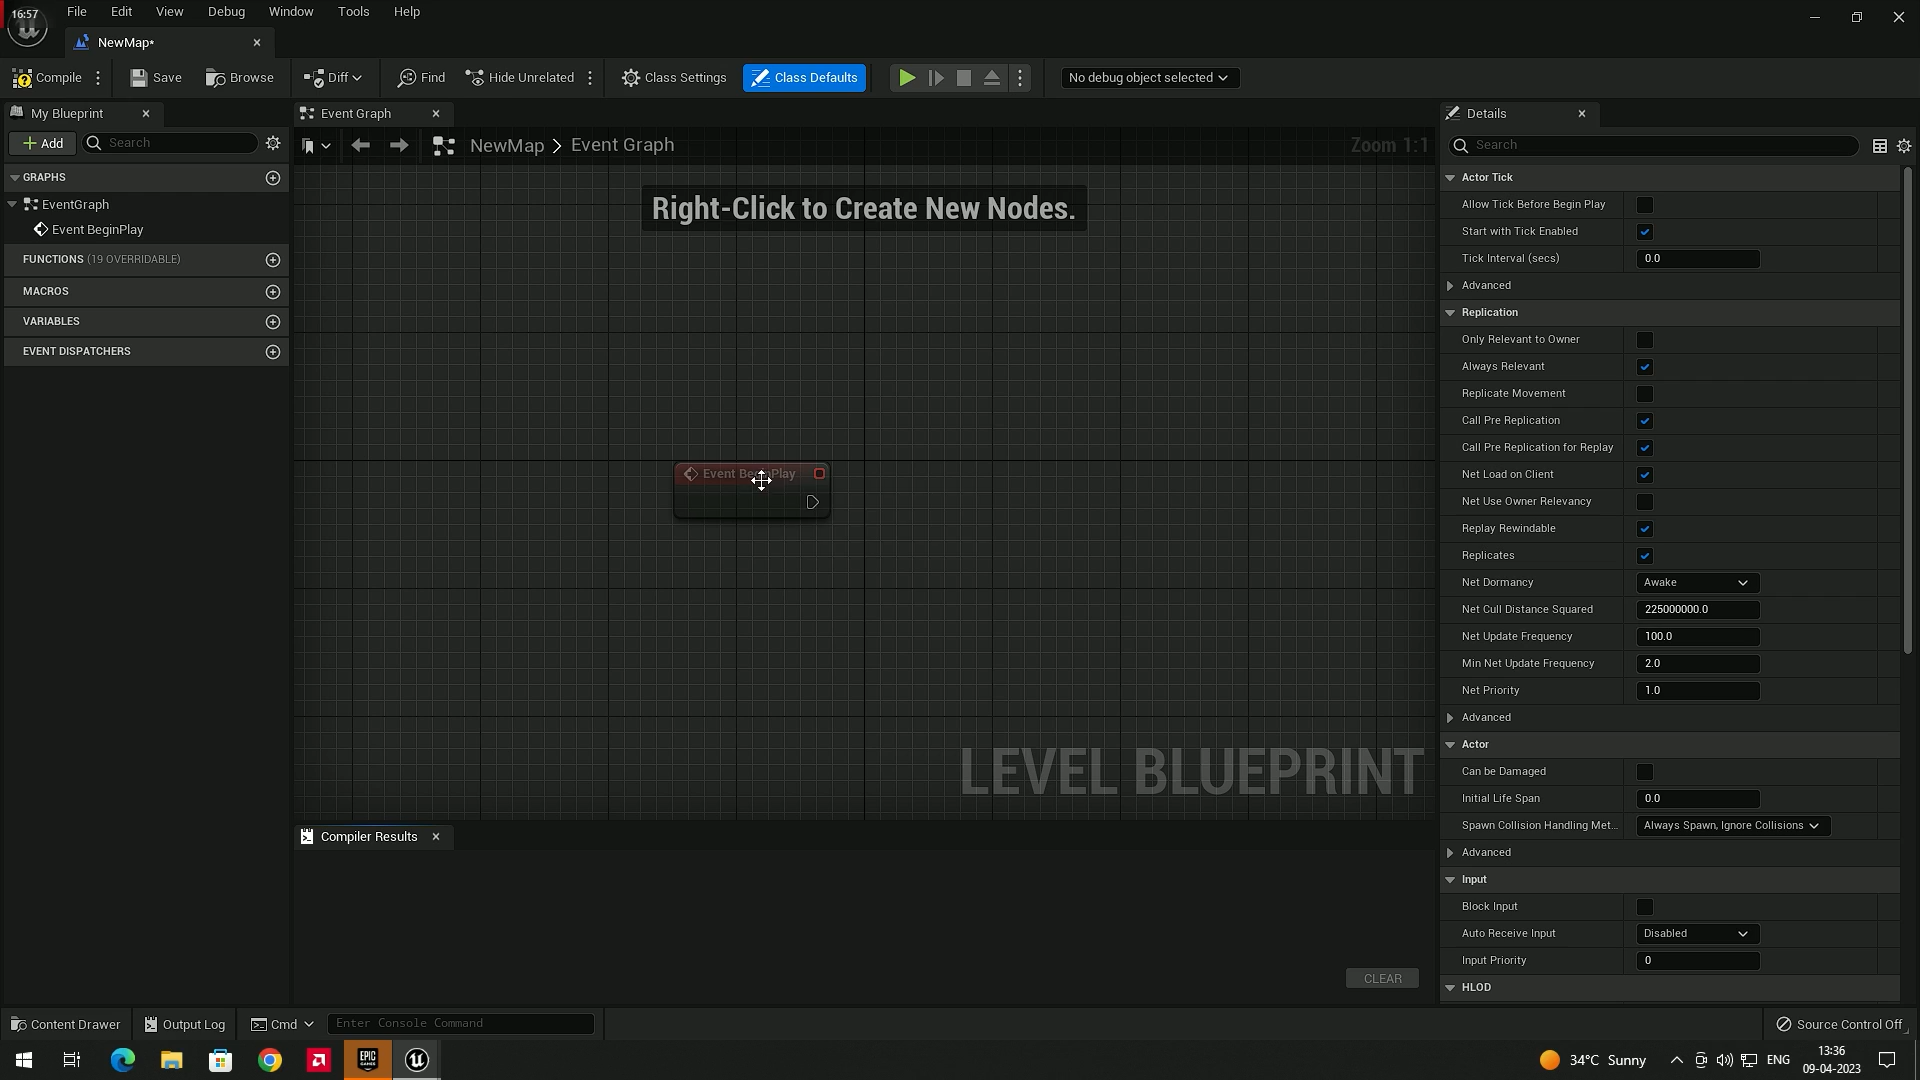 16:57
File Edit View Debug Window Tools Help
NewMap*
Compile Save Browse Diff Find Hide Unrelated Class Settings Class Defaults No debug object selected
My Blueprint
Add Search
GRAPHS
EventGraph
Event BeginPlay
FUNCTIONS (19 OVERRIDABLE)
MACROS
VARIABLES
EVENT DISPATCHERS
Event Graph
NewMap > Event Graph Zoom 1:1
Right-Click to Create New Nodes.
Event BeginPlay
LEVEL BLUEPRINT
Compiler Results
CLEAR
Details
Search
Actor Tick
Allow Tick Before Begin Play
Start with Tick Enabled
Tick Interval (secs) 0.0
Advanced
Replication
Only Relevant to Owner
Always Relevant
Replicate Movement
Call Pre Replication
Call Pre Replication for Replay
Net Load on Client
Net Use Owner Relevancy
Replay Rewindable
Replicates
Net Dormancy Awake
Net Cull Distance Squared 225000000.0
Net Update Frequency 100.0
Min Net Update Frequency 2.0
Net Priority 1.0
Advanced
Actor
Can be Damaged
Initial Life Span 0.0
Spawn Collision Handling Met... Always Spawn, Ignore Collisions
Advanced
Input
Block Input
Auto Receive Input Disabled
Input Priority 0
HLOD
Content Drawer Output Log Cmd Enter Console Command Source Control Off
EPIC GAMES
34°C Sunny ENG
13:36
09-04-2023